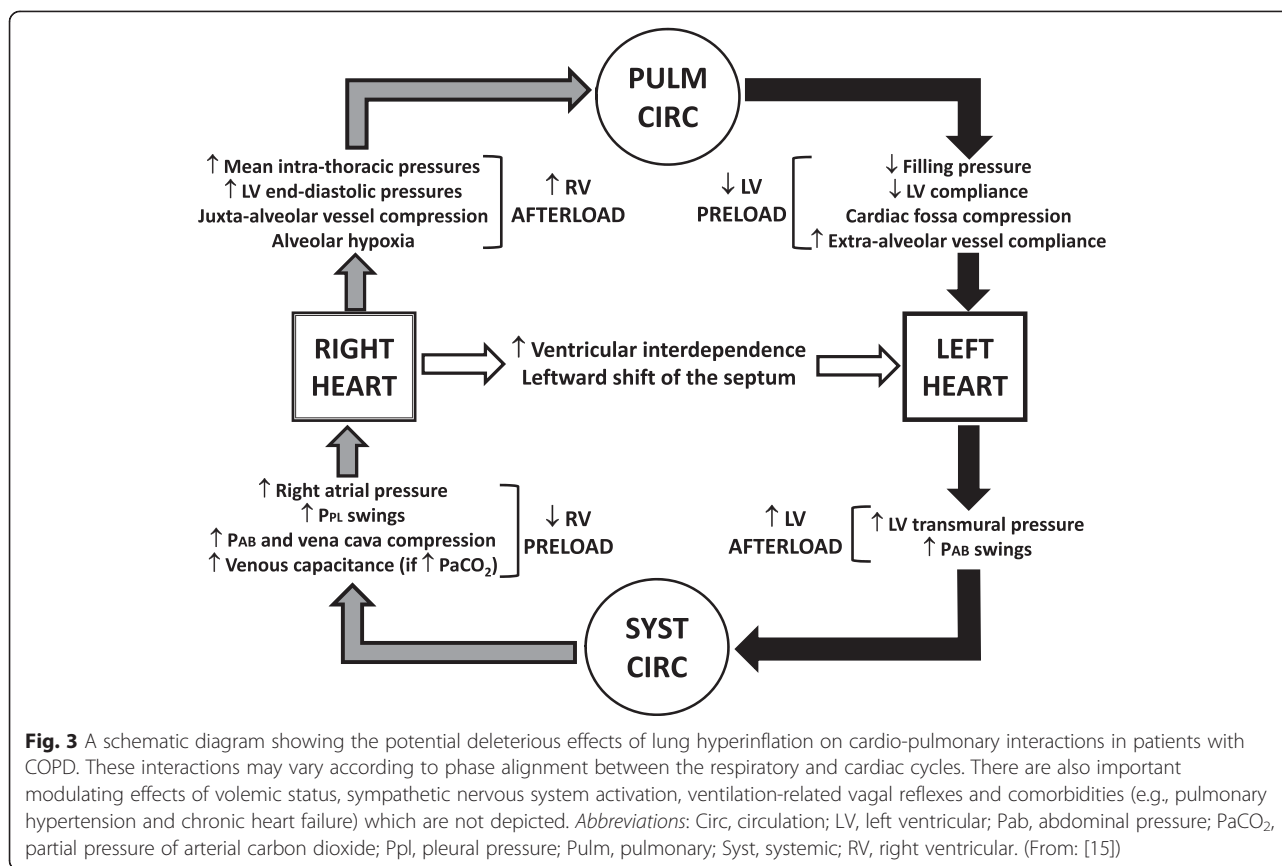 PULM
CIRC
↑ Mean intra-thoracic pressures
↑ LV end-diastolic pressures
Juxta-alveolar vessel compression
Alveolar hypoxia
↑ RV
AFTERLOAD
↓ LV
PRELOAD
↓ Filling pressure
↓ LV compliance
Cardiac fossa compression
↑ Extra-alveolar vessel compliance
RIGHT
HEART
↑ Ventricular interdependence
Leftward shift of the septum
LEFT
HEART
↑ Right atrial pressure
↑ PPL swings
↑ PAB and vena cava compression
↑ Venous capacitance (if ↑ PaCO₂)
↓ RV
PRELOAD
↑ LV
AFTERLOAD
↑ LV transmural pressure
↑ PAB swings
SYST
CIRC
Fig. 3 A schematic diagram showing the potential deleterious effects of lung hyperinflation on cardio-pulmonary interactions in patients with
COPD. These interactions may vary according to phase alignment between the respiratory and cardiac cycles. There are also important
modulating effects of volemic status, sympathetic nervous system activation, ventilation-related vagal reflexes and comorbidities (e.g., pulmonary
hypertension and chronic heart failure) which are not depicted. Abbreviations: Circ, circulation; LV, left ventricular; Pab, abdominal pressure; PaCO₂,
partial pressure of arterial carbon dioxide; Ppl, pleural pressure; Pulm, pulmonary; Syst, systemic; RV, right ventricular. (From: [15])